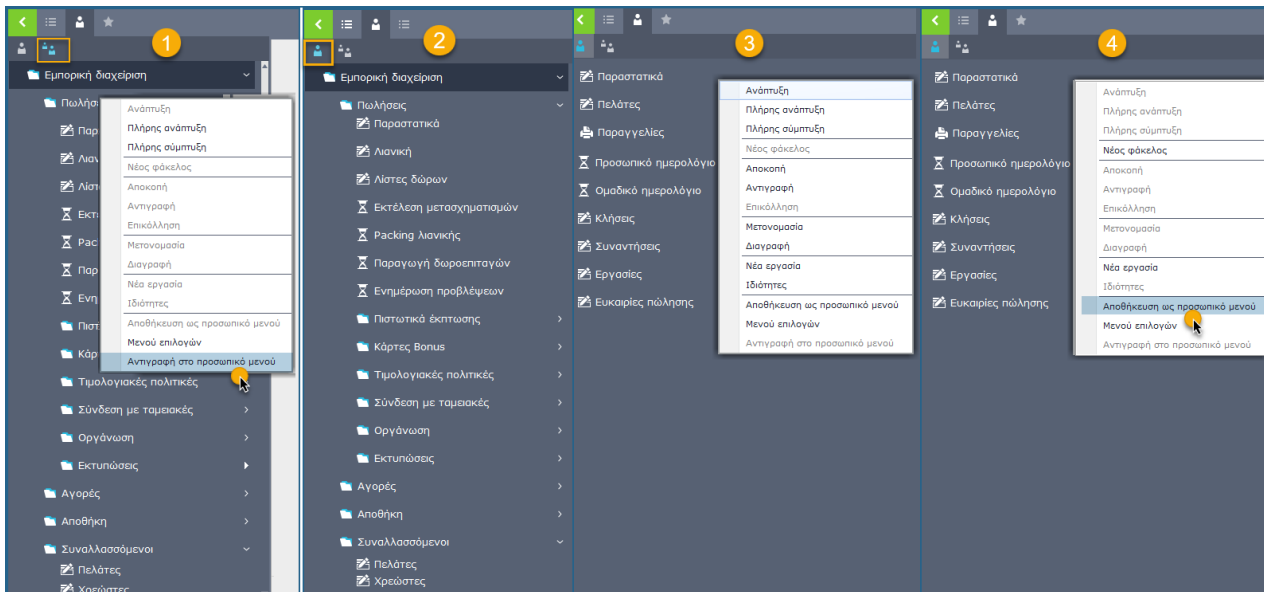 1
Εμπορική διαχείριση
Πωλήσ
Παρ
Λιαν
Λίστ
Εκτ
Pac
Παρ
Ενη
Πιστ
Κάρ
Τιμολογιακές πολιτικές
Σύνδεση με ταμειακές
Οργάνωση
Εκτυπώσεις
Αγορές
Αποθήκη
Συναλλασσόμενοι
Πελάτες
Χρεώστες
Ανάπτυξη
Πλήρης ανάπτυξη
Πλήρης σύμπτυξη
Νέος φάκελος
Αποκοπή
Αντιγραφή
Επικόλληση
Μετονομασία
Διαγραφή
Νέα εργασία
Ιδιότητες
Αποθήκευση ως προσωπικό μενού
Μενού επιλογών
Αντιγραφή στο προσωπικό μενού
2
Εμπορική διαχείριση
Πωλήσεις
Παραστατικά
Λιανική
Λίστες δώρων
Εκτέλεση μετασχηματισμών
Packing λιανικής
Παραγωγή δωροεπιταγών
Ενημέρωση προβλέψεων
Πιστωτικά έκπτωσης
Κάρτες Bonus
Τιμολογιακές πολιτικές
Σύνδεση με ταμειακές
Οργάνωση
Εκτυπώσεις
Αγορές
Αποθήκη
Συναλλασσόμενοι
Πελάτες
Χρεώστες
3
Παραστατικά
Πελάτες
Παραγγελίες
Προσωπικό ημερολόγιο
Ομαδικό ημερολόγιο
Κλήσεις
Συναντήσεις
Εργασίες
Ευκαιρίες πώλησης
Ανάπτυξη
Πλήρης ανάπτυξη
Πλήρης σύμπτυξη
Νέος φάκελος
Αποκοπή
Αντιγραφή
Επικόλληση
Μετονομασία
Διαγραφή
Νέα εργασία
Ιδιότητες
Αποθήκευση ως προσωπικό μενού
Μενού επιλογών
Αντιγραφή στο προσωπικό μενού
4
Παραστατικά
Πελάτες
Παραγγελίες
Προσωπικό ημερολόγιο
Ομαδικό ημερολόγιο
Κλήσεις
Συναντήσεις
Εργασίες
Ευκαιρίες πώλησης
Ανάπτυξη
Πλήρης ανάπτυξη
Πλήρης σύμπτυξη
Νέος φάκελος
Αποκοπή
Αντιγραφή
Επικόλληση
Μετονομασία
Διαγραφή
Νέα εργασία
Ιδιότητες
Αποθήκευση ως προσωπικό μενού
Μενού επιλογών
Αντιγραφή στο προσωπικό μενού